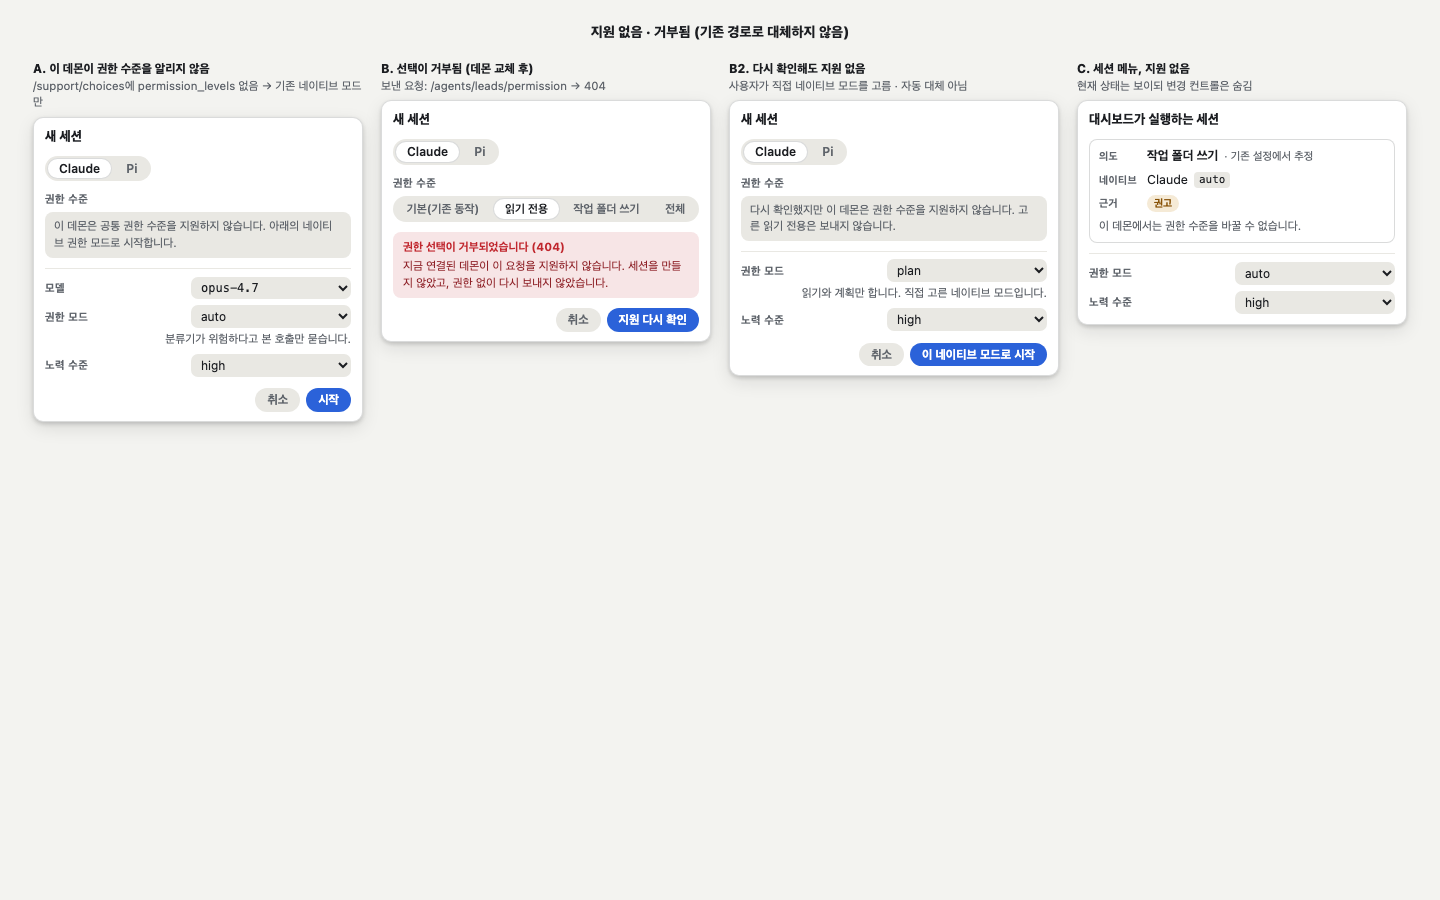 지원 없음 · 거부됨 (기존 경로로 대체하지 않음)
A. 이 데몬이 권한 수준을 알리지 않음
/support/choices에 permission_levels 없음 → 기존 네이티브 모드
만
새 세션
Claude
Pi
권한 수준
이 데몬은 공통 권한 수준을 지원하지 않습니다. 아래의 네이티
브 권한 모드로 시작합니다.
모델
opus-4.7
권한 모드
auto
분류기가 위험하다고 본 호출만 묻습니다.
노력 수준
high
취소
시작
B. 선택이 거부됨 (데몬 교체 후)
보낸 요청: /agents/leads/permission → 404
새 세션
Claude
Pi
권한 수준
기본(기존 동작)
읽기 전용
작업 폴더 쓰기
전체
권한 선택이 거부되었습니다 (404)
지금 연결된 데몬이 이 요청을 지원하지 않습니다. 세션을 만들
지 않았고, 권한 없이 다시 보내지 않았습니다.
취소
지원 다시 확인
B2. 다시 확인해도 지원 없음
사용자가 직접 네이티브 모드를 고름 · 자동 대체 아님
새 세션
Claude
Pi
권한 수준
다시 확인했지만 이 데몬은 권한 수준을 지원하지 않습니다. 고
른 읽기 전용은 보내지 않습니다.
권한 모드
plan
읽기와 계획만 합니다. 직접 고른 네이티브 모드입니다.
노력 수준
high
취소
이 네이티브 모드로 시작
C. 세션 메뉴, 지원 없음
현재 상태는 보이되 변경 컨트롤은 숨김
대시보드가 실행하는 세션
의도
작업 폴더 쓰기 · 기존 설정에서 추정
네이티브
Claude auto
근거
권고
이 데몬에서는 권한 수준을 바꿀 수 없습니다.
권한 모드
auto
노력 수준
high